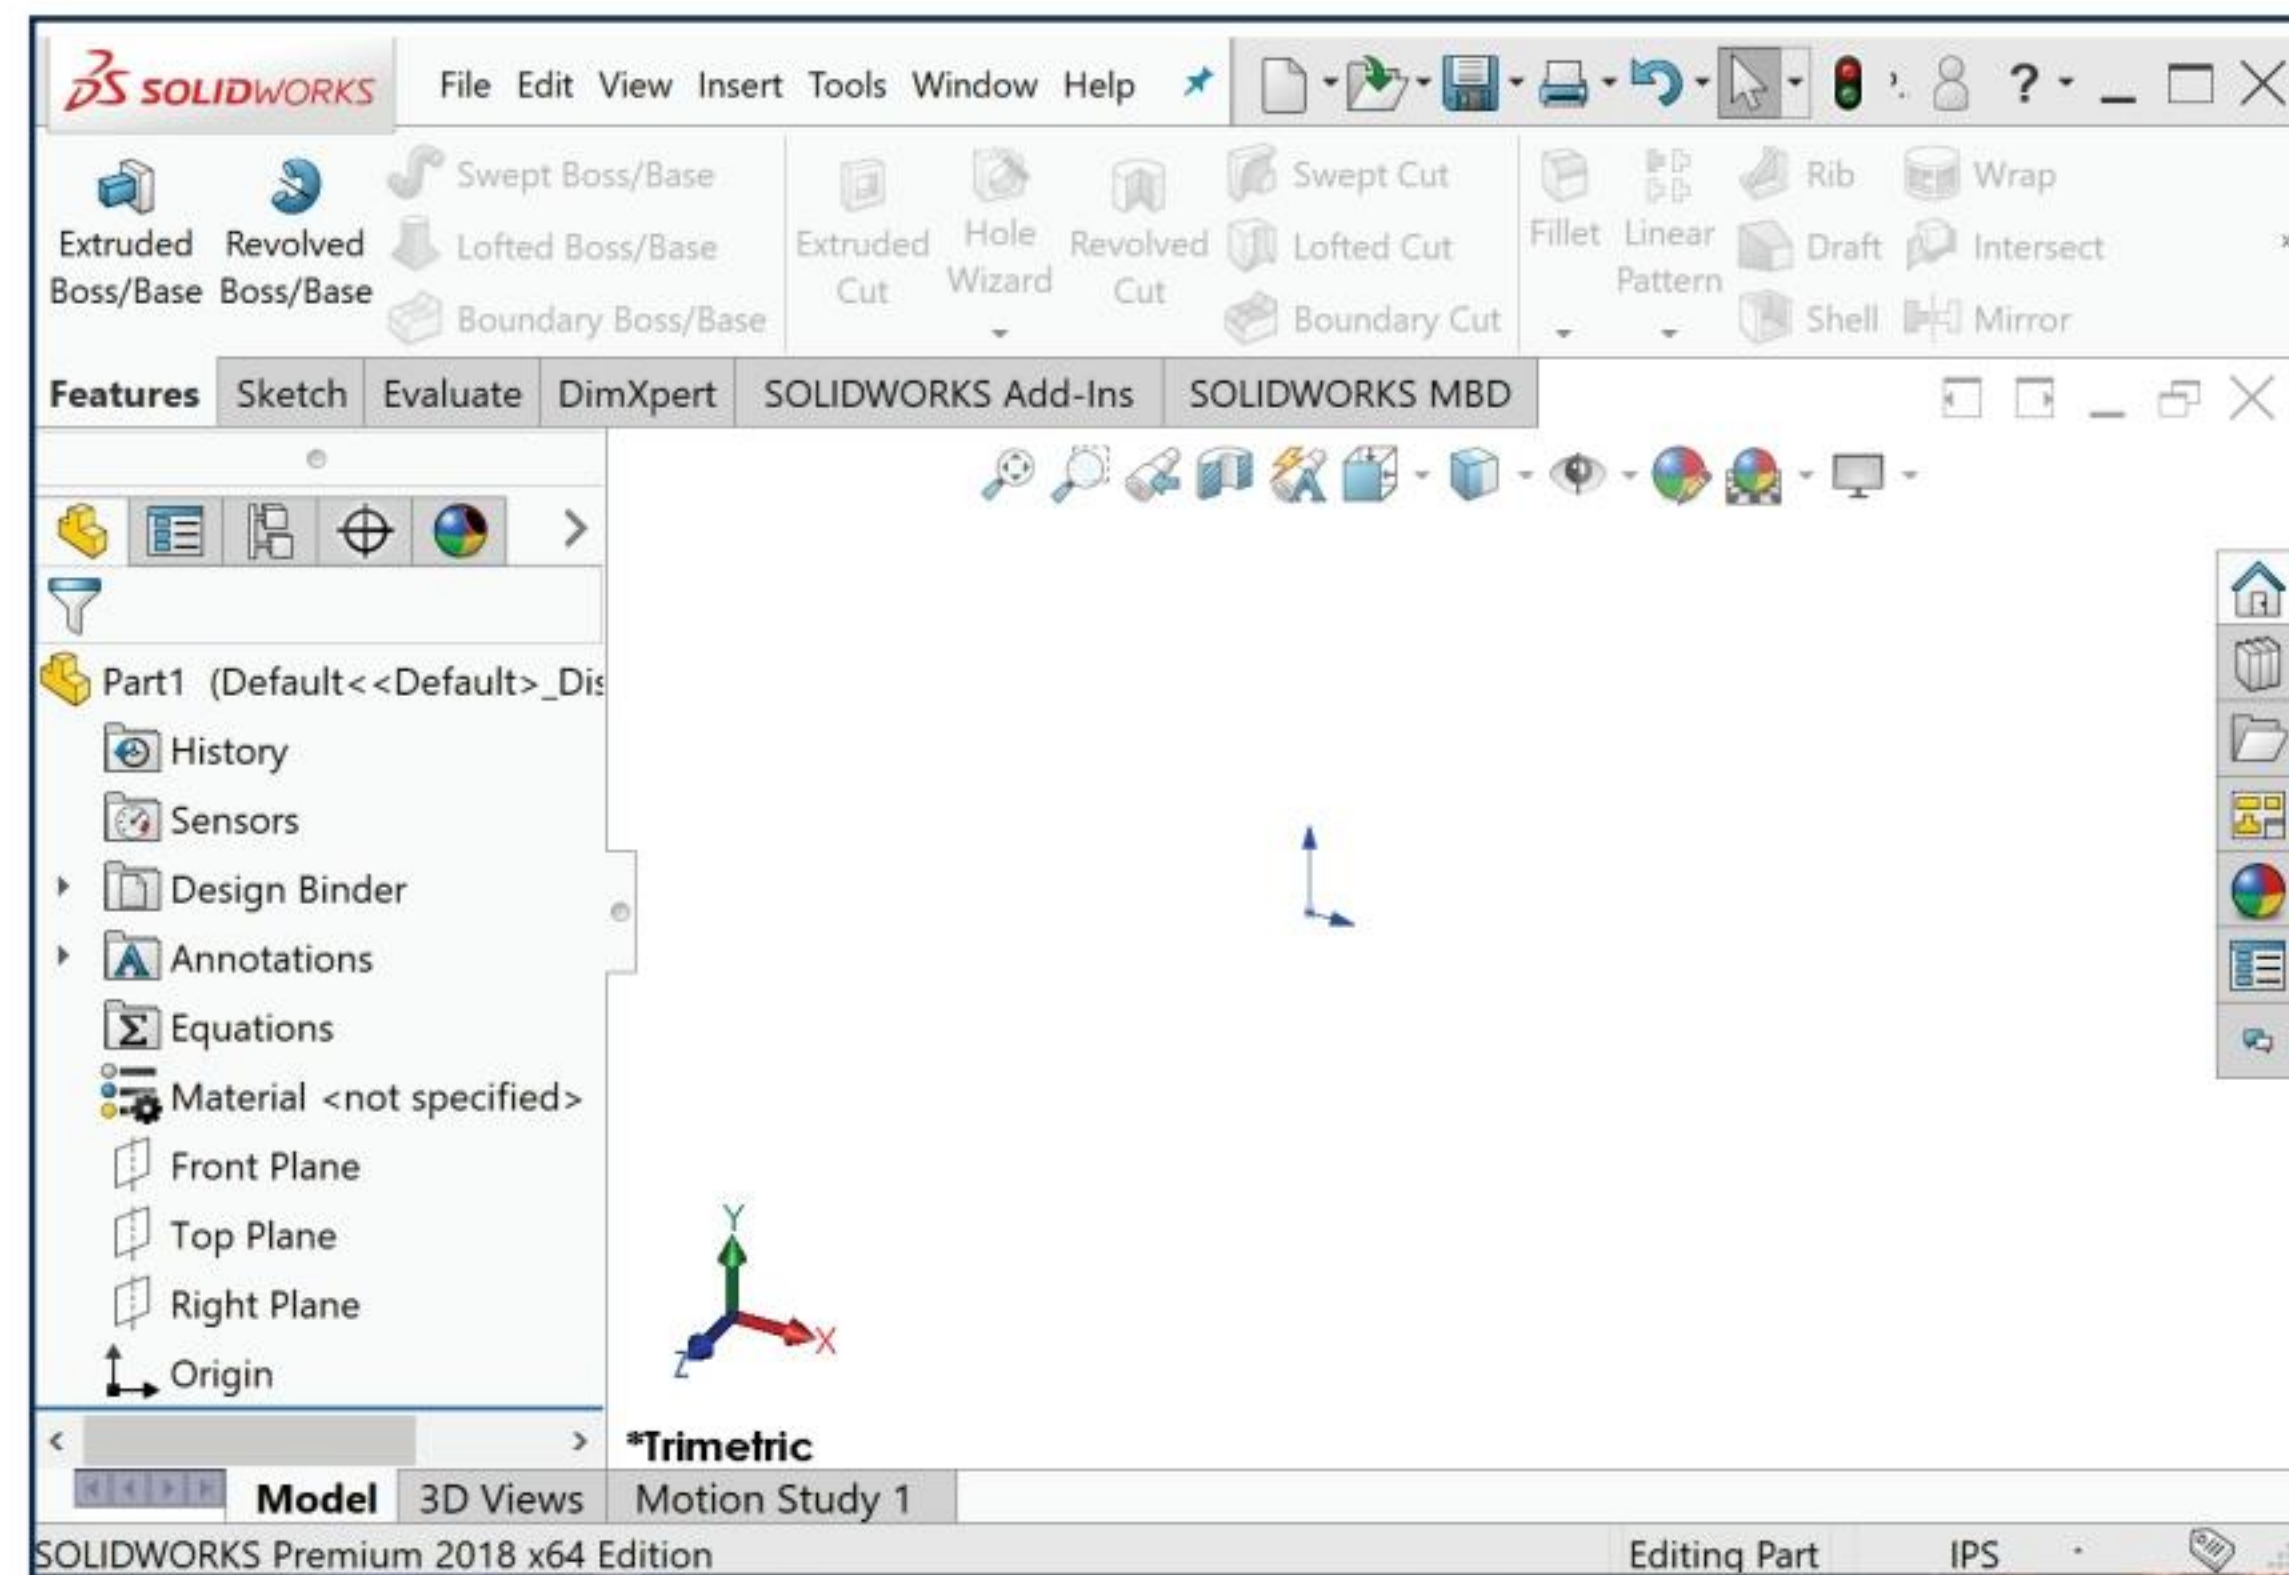 SOLIDWORKS File Edit View Insert Tools Window Help
Extruded Boss/Base
Revolved Boss/Base
Swept Boss/Base
Lofted Boss/Base
Boundary Boss/Base
Extruded Cut
Hole Wizard
Revolved Cut
Swept Cut
Lofted Cut
Boundary Cut
Fillet
Linear Pattern
Rib
Draft
Shell
Wrap
Intersect
Mirror
Features Sketch Evaluate DimXpert SOLIDWORKS Add-Ins SOLIDWORKS MBD
Part1 (Default<<Default>_Dis
History
Sensors
Design Binder
Annotations
Equations
Material <not specified>
Front Plane
Top Plane
Right Plane
Origin
Y
X
Z
*Trimetric
Model 3D Views Motion Study 1
SOLIDWORKS Premium 2018 x64 Edition Editing Part IPS